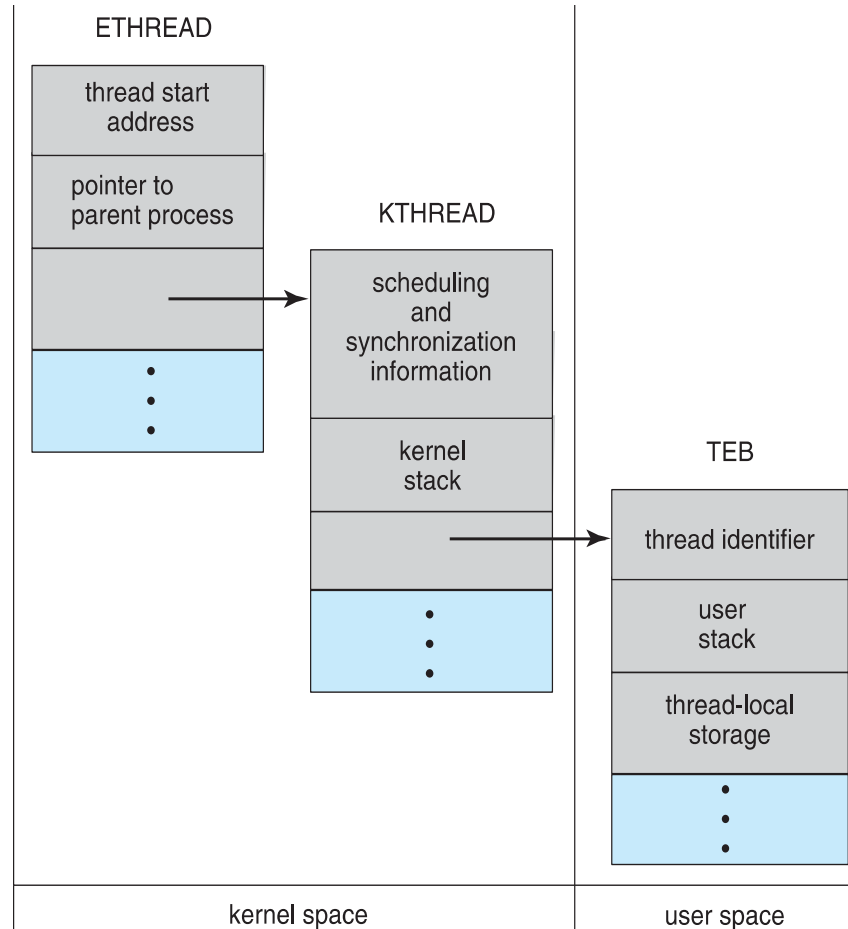 ETHREAD
thread start
address
pointer to
parent process
KTHREAD
scheduling
and
synchronization
information
kernel
stack
TEB
thread identifier
user
stack
thread-local
storage
kernel space
user space